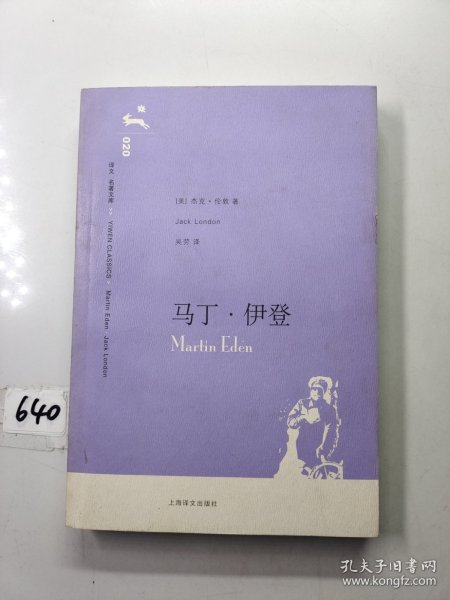 020
译文 名著文库 YIWEN CLASSICS Martin Eden Jack London
[美] 杰克·伦敦 著
Jack London
吴劳 译
马丁·伊登
Martin Eden
上海译文出版社
640
孔夫子旧书网
www.kongfz.com